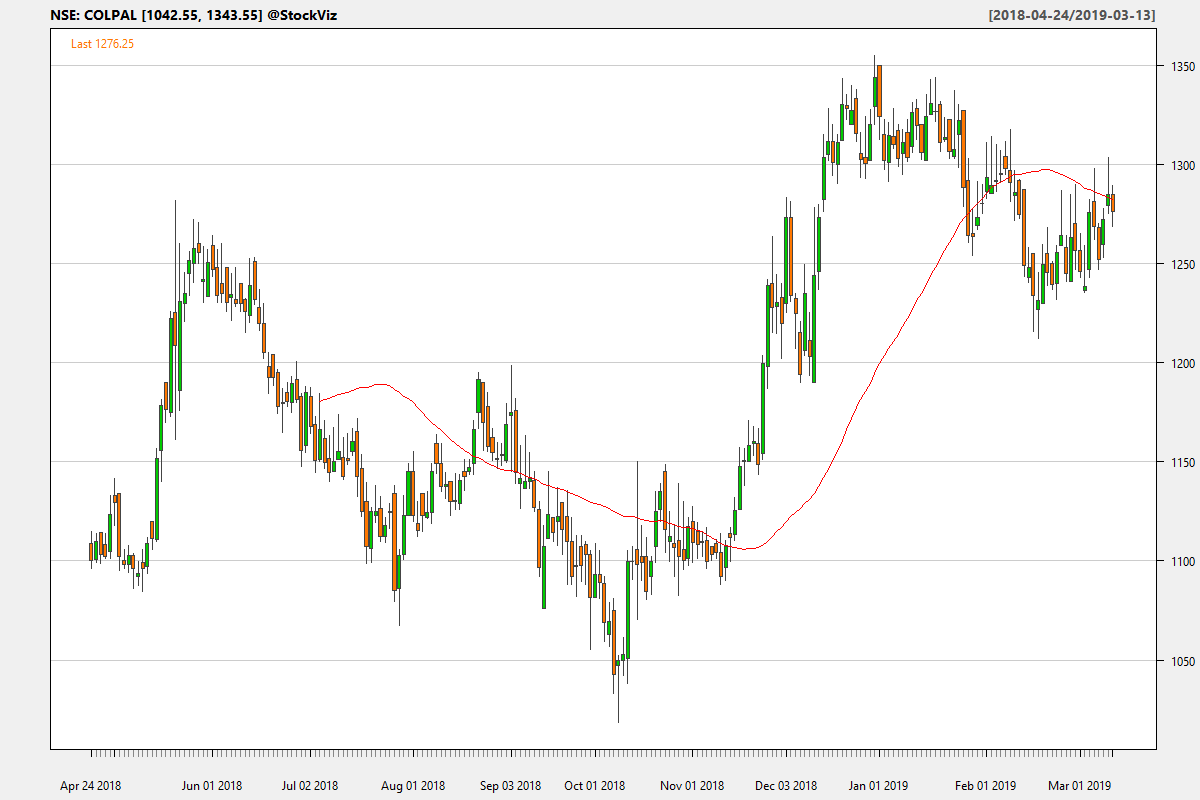 NSE: COLPAL [1042.55, 1343.55] @StockViz
[2018-04-24/2019-03-13]
Last 1276.25
1350
1300
1250
1200
1150
1100
1050
Apr 24 2018 Jun 01 2018 Jul 02 2018 Aug 01 2018 Sep 03 2018 Oct 01 2018 Nov 01 2018 Dec 03 2018 Jan 01 2019 Feb 01 2019 Mar 01 2019